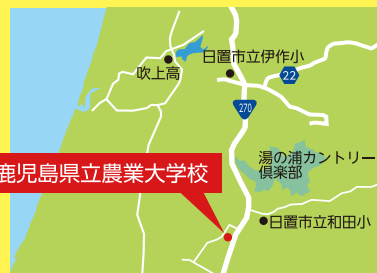 日置市立伊作小
吹上高
22
270
湯の浦カントリー
倶楽部
鹿児島県立農業大学校
日置市立和田小